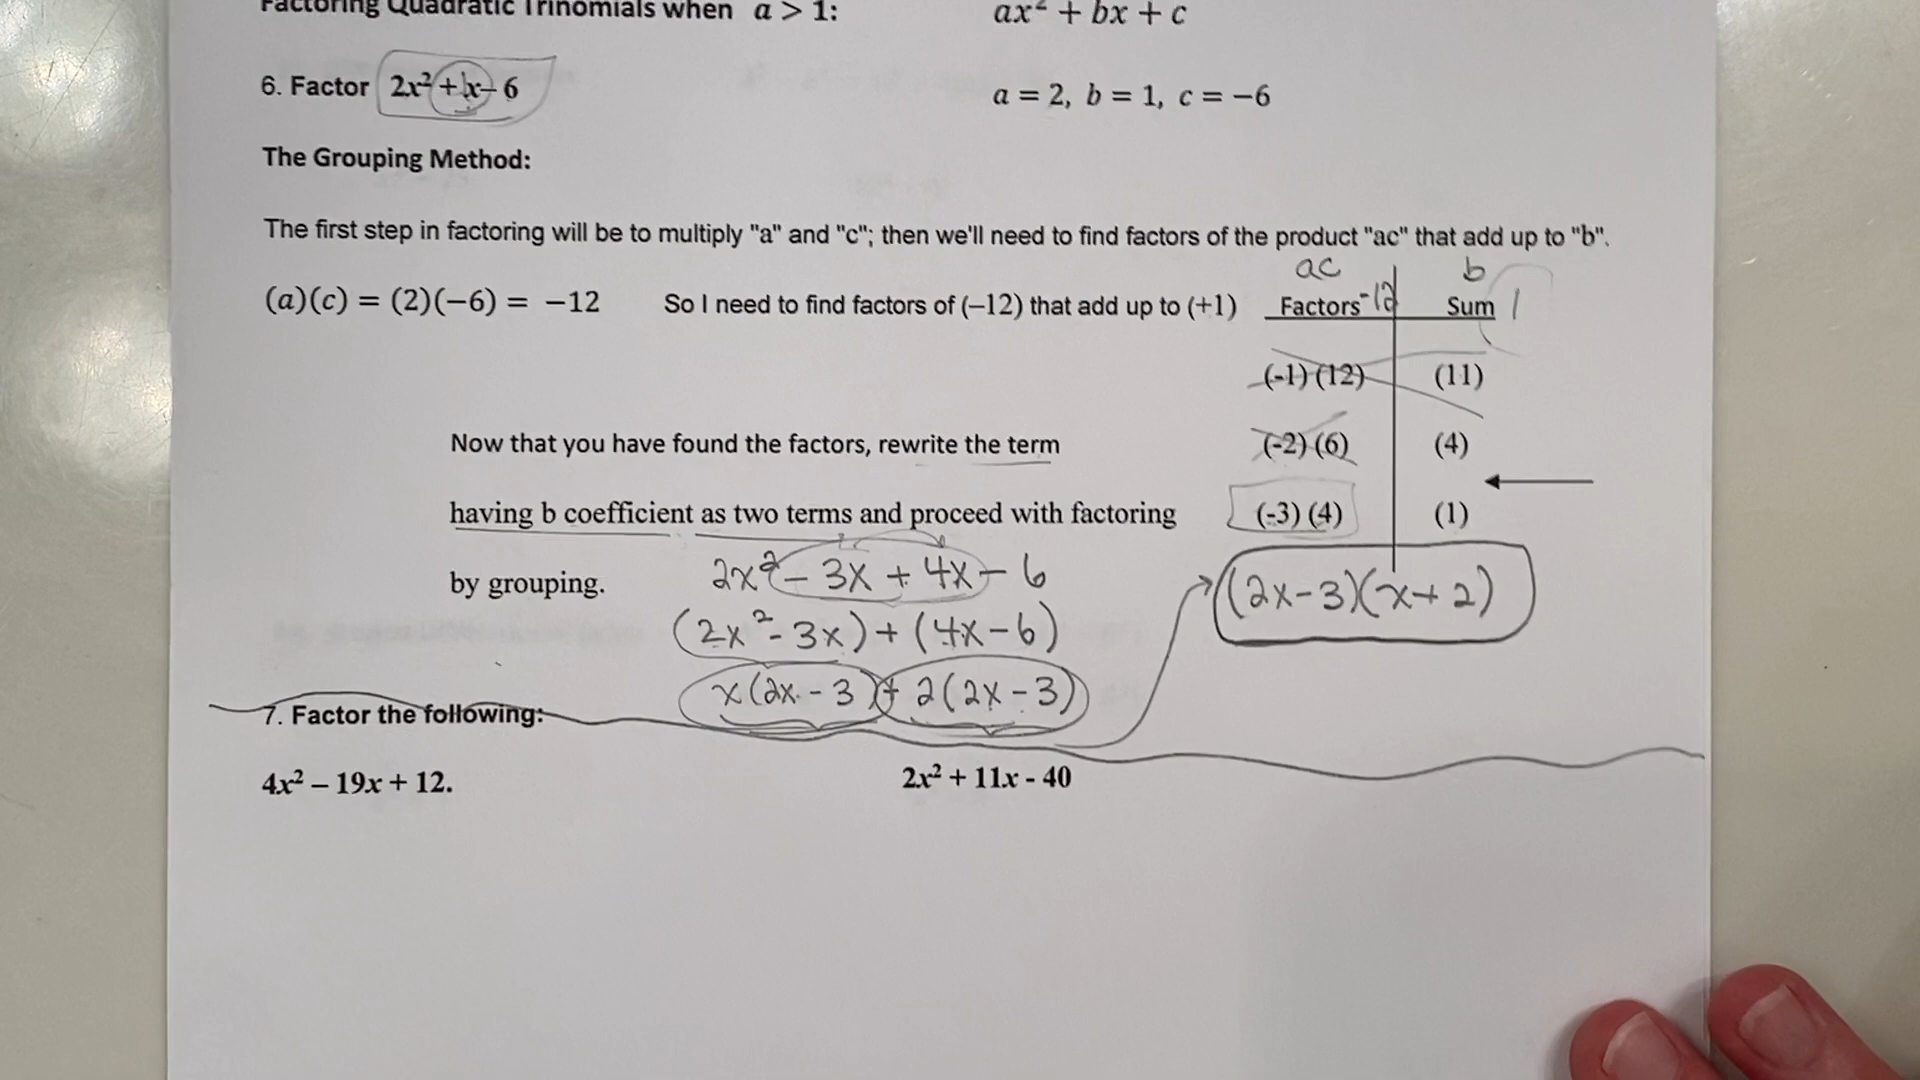 Factoring Quadratic Trinomials when a > 1: ax² + bx + c
6. Factor 2x² + 1x – 6 a = 2, b = 1, c = −6
The Grouping Method:
The first step in factoring will be to multiply "a" and "c"; then we'll need to find factors of the product "ac" that add up to "b".
ac b
(a)(c) = (2)(−6) = −12 So I need to find factors of (−12) that add up to (+1) Factors -12 Sum 1
(-1) (12) (11)
Now that you have found the factors, rewrite the term (-2) (6) (4)
having b coefficient as two terms and proceed with factoring (-3) (4) (1)
by grouping. 2x² − 3x + 4x − 6 (2x−3)(x+2)
(2x² - 3x) + (4x − 6)
x(2x - 3) + 2(2x − 3)
7. Factor the following:
4x² – 19x + 12. 2x² + 11x - 40